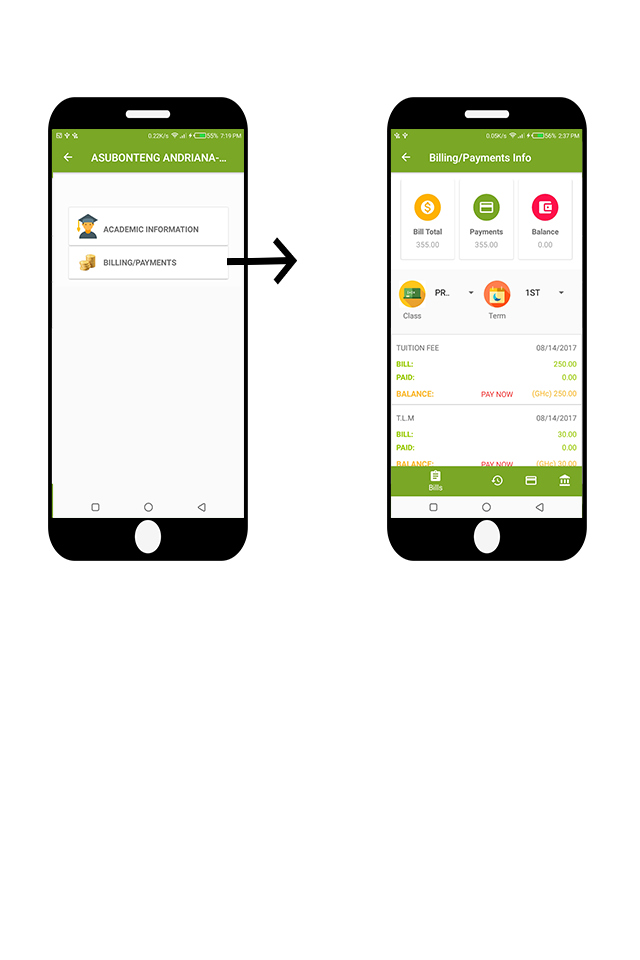 0.22K/s 55% 7:19 PM
ASUBONTENG ANDRIANA-...
ACADEMIC INFORMATION
BILLING/PAYMENTS
0.05K/s 56% 2:37 PM
Billing/Payments Info
Bill Total Payments Balance
355.00 355.00 0.00
PR.. 1ST
Class Term
TUITION FEE 08/14/2017
BILL: 250.00
PAID: 0.00
BALANCE: PAY NOW (GHc) 250.00
T.L.M 08/14/2017
BILL: 30.00
PAID: 0.00
BALANCE: PAY NOW (GHc) 30.00
Bills